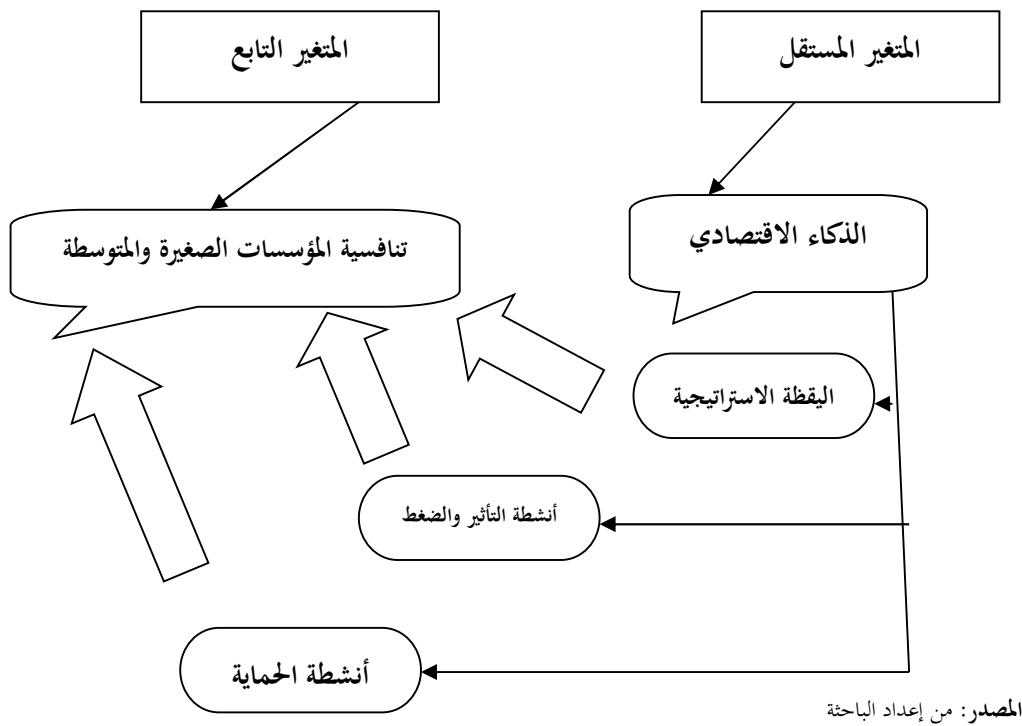 المتغير المستقل
المتغير التابع
الذكاء الاقتصادي
تنافسية المؤسسات الصغيرة والمتوسطة
اليقظة الاستراتيجية
أنشطة التأثير والضغط
أنشطة الحماية
المصدر: من إعداد الباحثة